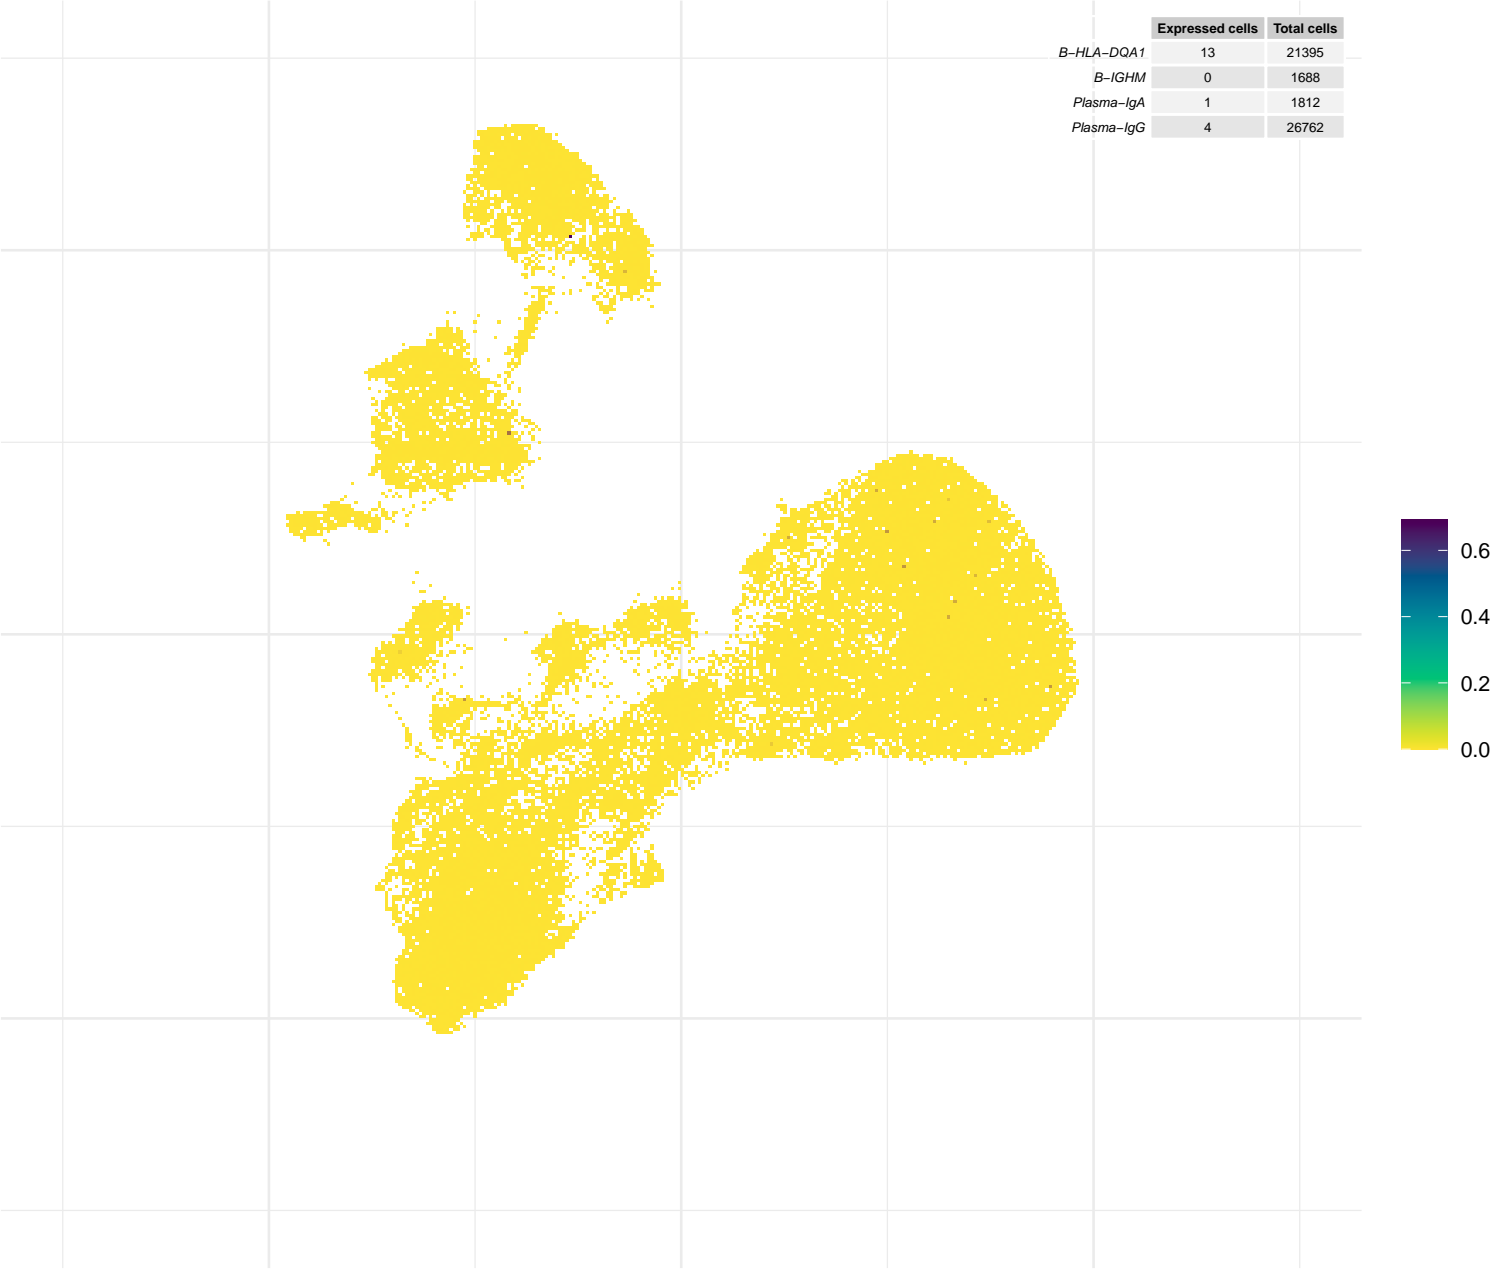 Expressed cells Total cells
B−HLA−DQA1 13 21395
B−IGHM 0 1688
Plasma−IgA 1 1812
Plasma−IgG 4 26762
0.6
0.4
0.2
0.0